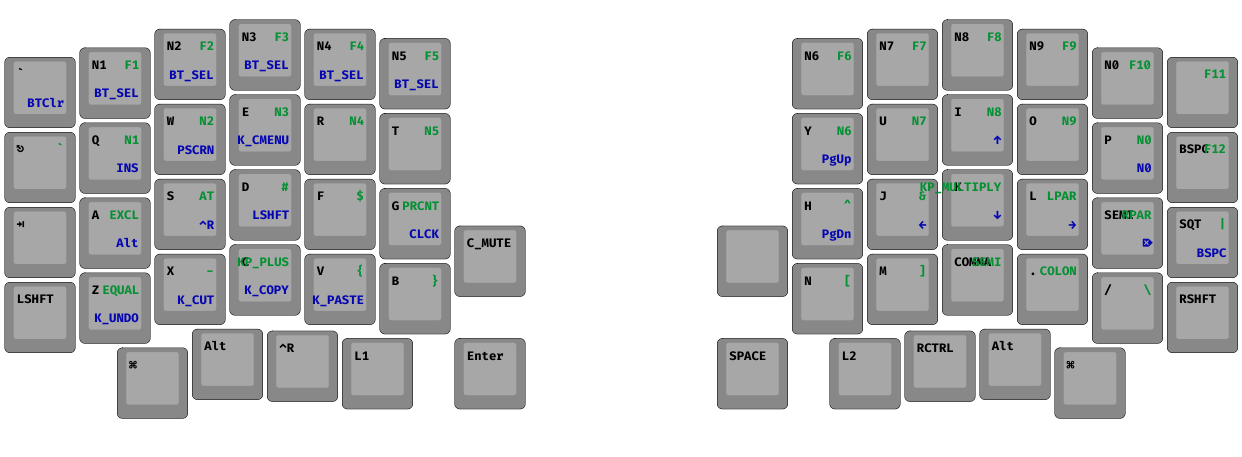 ` BTClr
N1 F1 BT_SEL
N2 F2 BT_SEL
N3 F3 BT_SEL
N4 F4 BT_SEL
N5 F5 BT_SEL
N6 F6
N7 F7
N8 F8
N9 F9
N0 F10
F11
⎋ `
Q N1 INS
W N2 PSCRN
E N3 K_CMENU
R N4
T N5
Y N6 PgUp
U N7
I N8 ↑
O N9
P N0 N0
BSPC F12
⇥
A EXCL Alt
S AT ^R
D # LSHFT
F $
G PRCNT CLCK
C_MUTE
H ^ PgDn
J & ←
K KP_MULTIPLY ↓
L LPAR →
SEMI RPAR ⌦
SQT | BSPC
LSHFT
Z EQUAL K_UNDO
X - K_CUT
C KP_PLUS K_COPY
V { K_PASTE
B }
N [
M ]
COMMA SEMI
. COLON
/ \
RSHFT
⌘
Alt
^R
L1
Enter
SPACE
L2
RCTRL
Alt
⌘